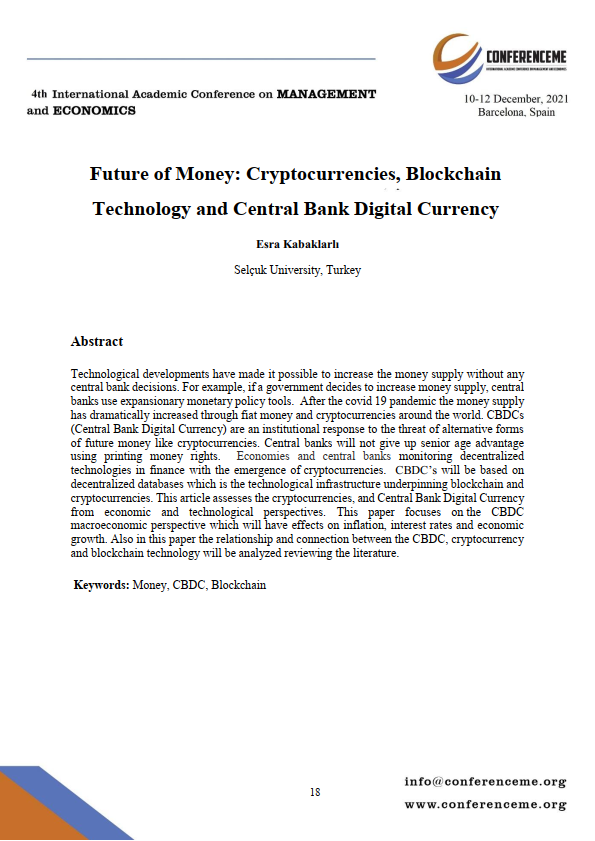 CONFERENCEME
INTERNATIONAL ACADEMIC CONFERENCE ON MANAGEMENT AND ECONOMICS
4th International Academic Conference on MANAGEMENT
and ECONOMICS
10-12 December, 2021
Barcelona, Spain
Future of Money: Cryptocurrencies, Blockchain
Technology and Central Bank Digital Currency
Esra Kabaklarlı
Selçuk University, Turkey
Abstract
Technological developments have made it possible to increase the money supply without any
central bank decisions. For example, if a government decides to increase money supply, central
banks use expansionary monetary policy tools. After the covid 19 pandemic the money supply
has dramatically increased through fiat money and cryptocurrencies around the world. CBDCs
(Central Bank Digital Currency) are an institutional response to the threat of alternative forms
of future money like cryptocurrencies. Central banks will not give up senior age advantage
using printing money rights. Economies and central banks monitoring decentralized
technologies in finance with the emergence of cryptocurrencies. CBDC’s will be based on
decentralized databases which is the technological infrastructure underpinning blockchain and
cryptocurrencies. This article assesses the cryptocurrencies, and Central Bank Digital Currency
from economic and technological perspectives. This paper focuses on the CBDC
macroeconomic perspective which will have effects on inflation, interest rates and economic
growth. Also in this paper the relationship and connection between the CBDC, cryptocurrency
and blockchain technology will be analyzed reviewing the literature.
Keywords: Money, CBDC, Blockchain
18
info@conferenceme.org
www.conferenceme.org